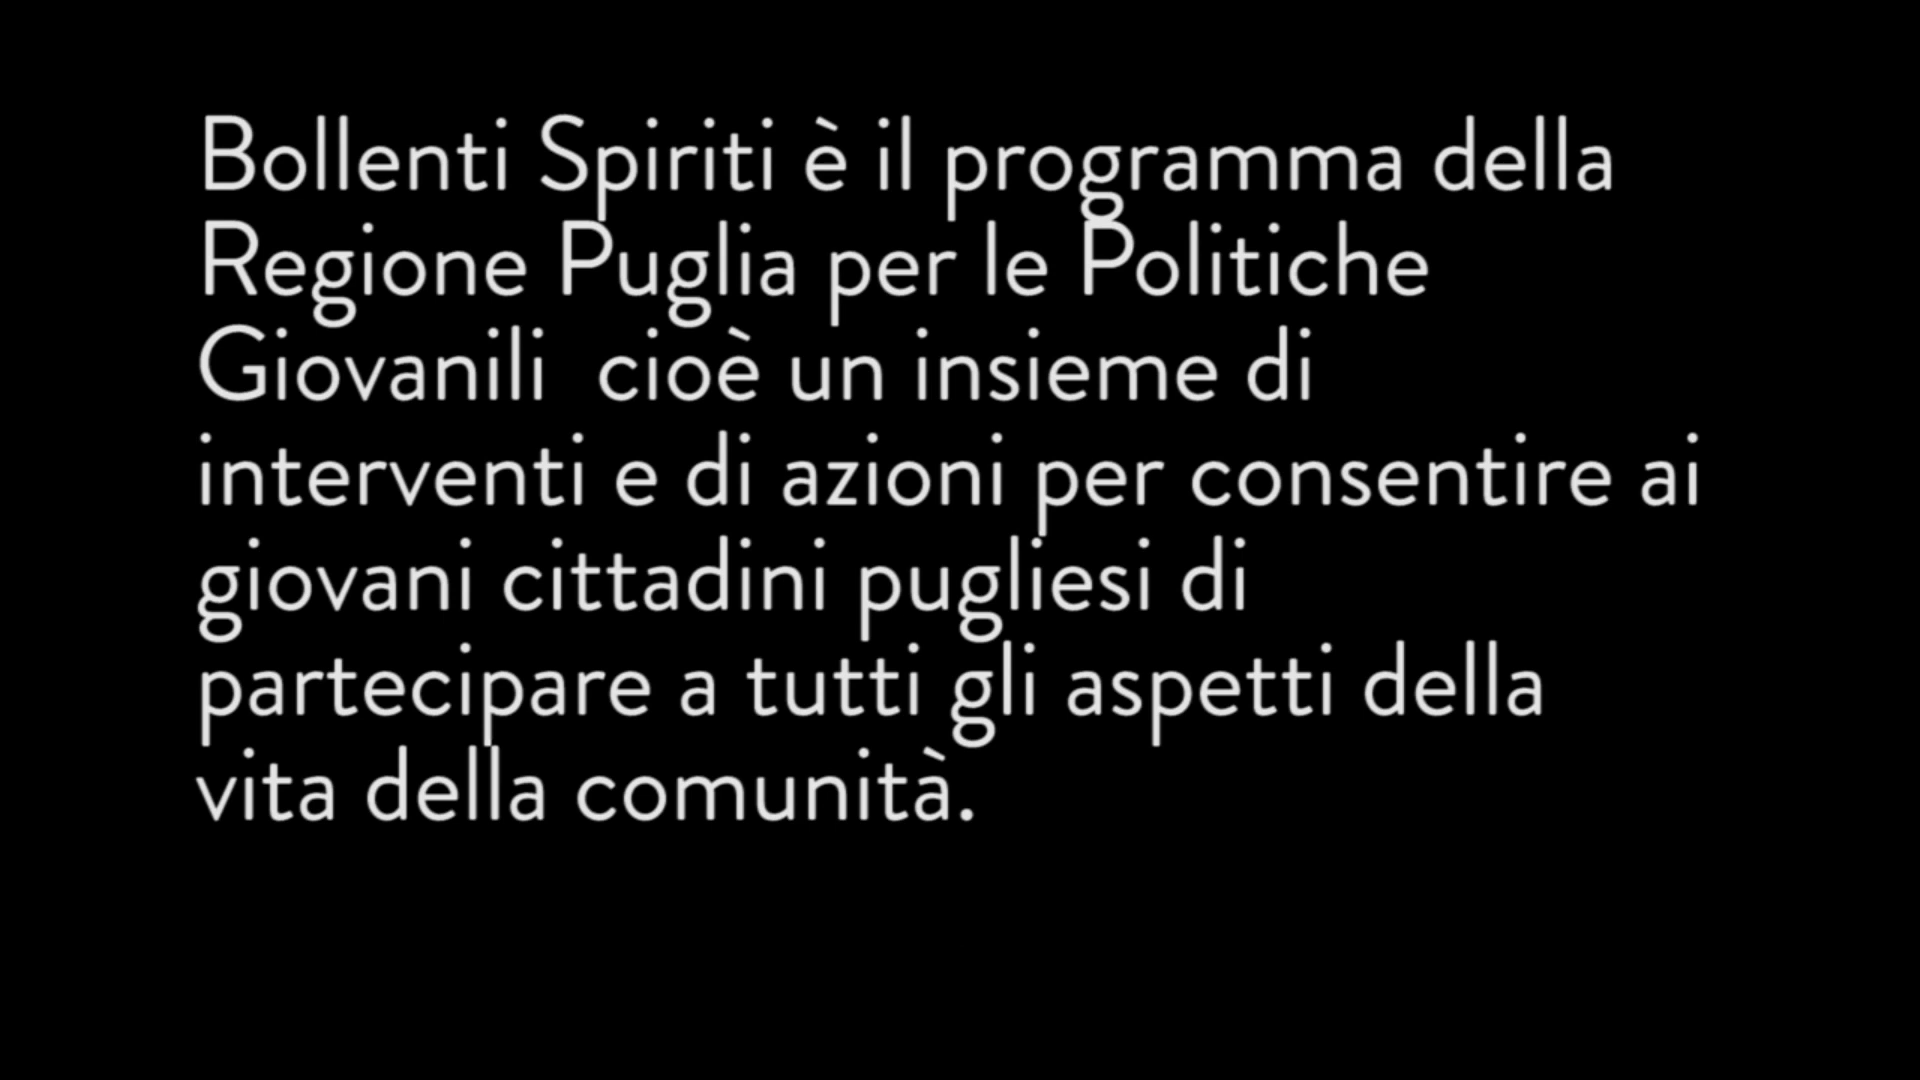 Bollenti Spiriti è il programma della
Regione Puglia per le Politiche
Giovanili  cioè un insieme di
interventi e di azioni per consentire ai
giovani cittadini pugliesi di
partecipare a tutti gli aspetti della
vita della comunità.